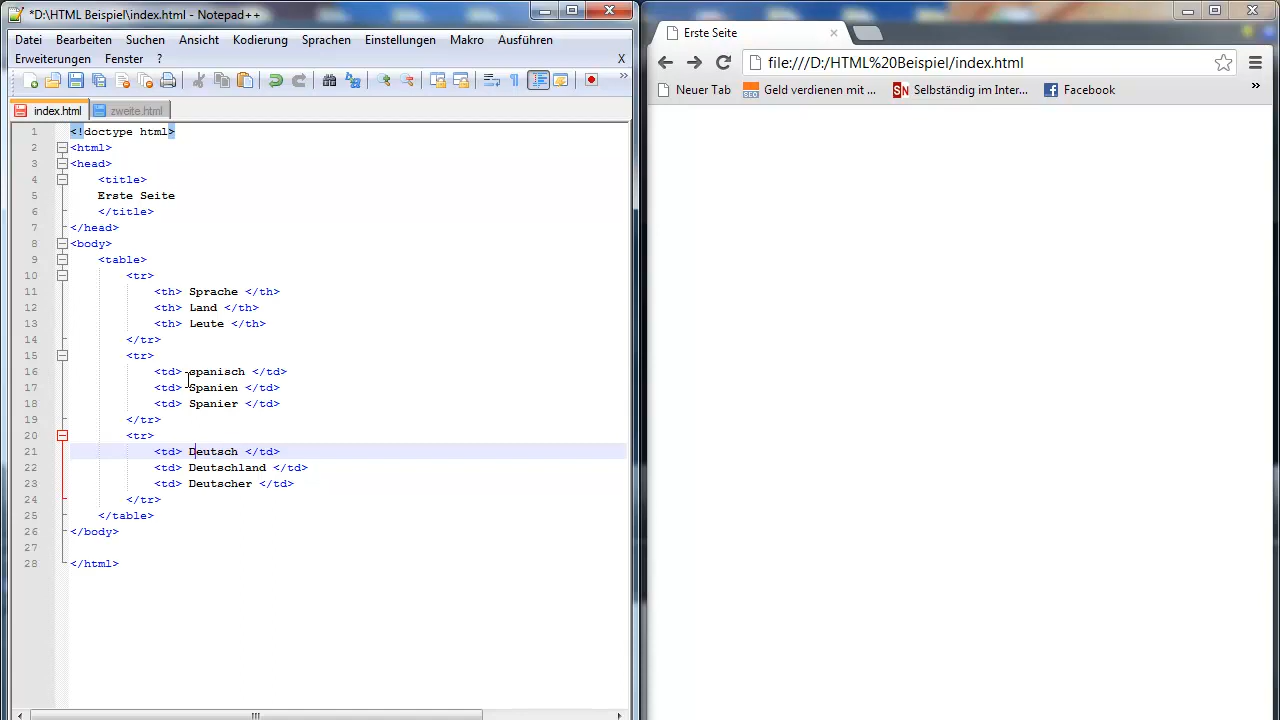 *D:\HTML Beispiel\index.html - Notepad++
Datei Bearbeiten Suchen Ansicht Kodierung Sprachen Einstellungen Makro Ausführen
Erweiterungen Fenster ? X
index.html zweite.html
1 <!doctype html>
2 <html>
3 <head>
4 <title>
5 Erste Seite
6 </title>
7 </head>
8 <body>
9 <table>
10 <tr>
11 <th> Sprache </th>
12 <th> Land </th>
13 <th> Leute </th>
14 </tr>
15 <tr>
16 <td> spanisch </td>
17 <td> Spanien </td>
18 <td> Spanier </td>
19 </tr>
20 <tr>
21 <td> Deutsch </td>
22 <td> Deutschland </td>
23 <td> Deutscher </td>
24 </tr>
25 </table>
26 </body>
27
28 </html>
Erste Seite
file:///D:/HTML%20Beispiel/index.html
Neuer Tab SEO Geld verdienen mit ... SN Selbständig im Inter... Facebook »